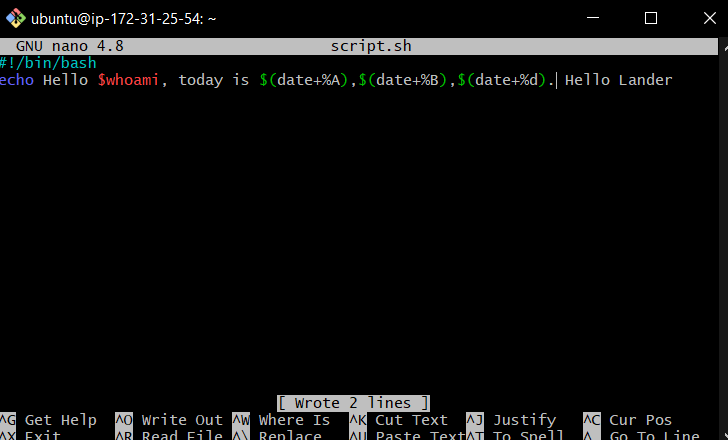 ubuntu@ip-172-31-25-54: ~
GNU nano 4.8 script.sh
#!/bin/bash
echo Hello $whoami, today is $(date+%A),$(date+%B),$(date+%d). Hello Lander
[ Wrote 2 lines ]
^G Get Help ^O Write Out ^W Where Is ^K Cut Text ^J Justify ^C Cur Pos
^X Exit ^R Read File ^\ Replace ^U Paste Text ^T To Spell ^_ Go To Line